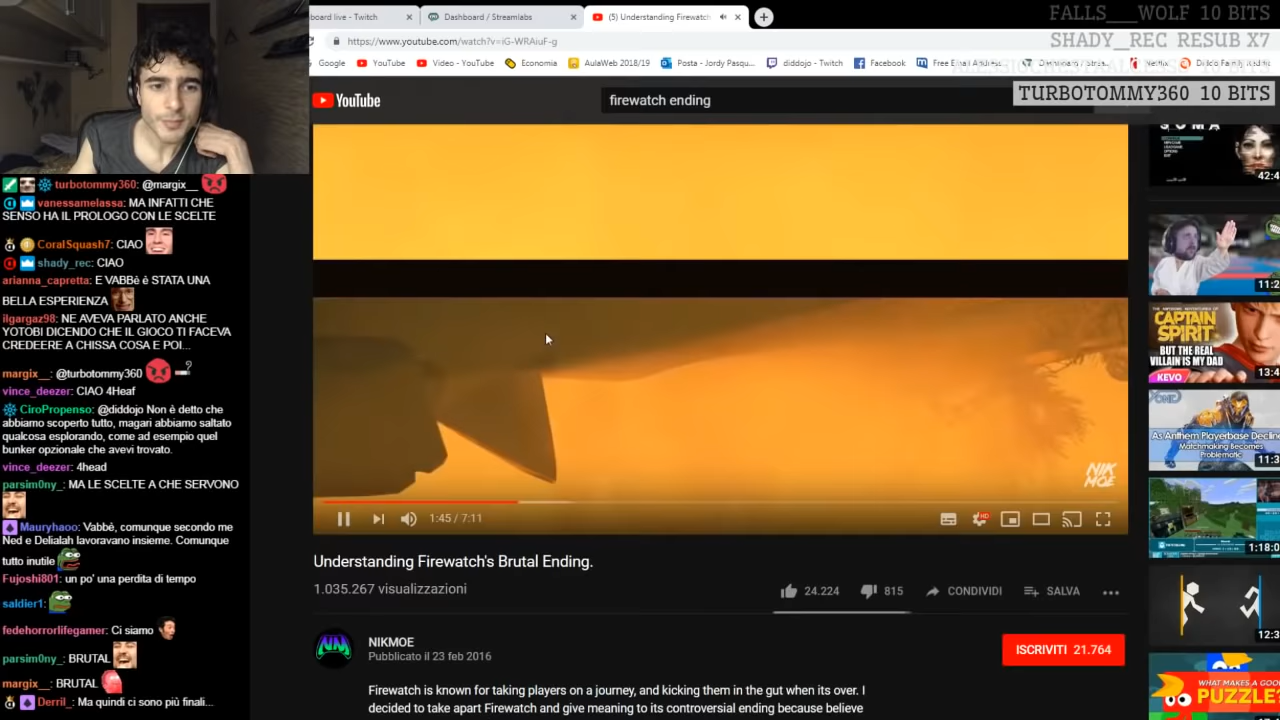 board live - Twitch
Dashboard / Streamlabs
(5) Understanding Firewatch
FALLS___WOLF 10 BITS
SHADY_REC RESUB X7
TURBOTOMMY360 10 BITS
https://www.youtube.com/watch?v=iG-WRAiuF-g
Google
YouTube
Video - YouTube
Economia
AulaWeb 2018/19
Posta - Jordy Pasqu...
diddojo - Twitch
Facebook
Free Email Address...
YouTube
firewatch ending
turbotommy360: @margix__
vanessamelassa: MA INFATTI CHE
SENSO HA IL PROLOGO CON LE SCELTE
CoralSquash7: CIAO
shady_rec: CIAO
arianna_capretta: E VABBè è STATA UNA
BELLA ESPERIENZA
ilgargaz98: NE AVEVA PARLATO ANCHE
YOTOBI DICENDO CHE IL GIOCO TI FACEVA
CREDEERE A CHISSA COSA E POI...
margix__: @turbotommy360
vince_deezer: CIAO 4Heaf
CiroPropenso: @diddojo Non è detto che
abbiamo scoperto tutto, magari abbiamo saltato
qualcosa esplorando, come ad esempio quel
bunker opzionale che avevi trovato.
vince_deezer: 4head
parsim0ny_: MA LE SCELTE A CHE SERVONO
Mauryhaoo: Vabbè, comunque secondo me
Ned e Delialah lavoravano insieme. Comunque
tutto inutile
Fujoshi801: un po' una perdita di tempo
saldier1:
fedehorrorlifegamer: Ci siamo
parsim0ny_: BRUTAL
margix__: BRUTAL
Derril_: Ma quindi ci sono più finali...
NIK
MOE
1:45 / 7:11
HD
Understanding Firewatch's Brutal Ending.
1.035.267 visualizzazioni
24.224
815
CONDIVIDI
SALVA
NIKMOE
Pubblicato il 23 feb 2016
ISCRIVITI 21.764
Firewatch is known for taking players on a journey, and kicking them in the gut when its over. I
decided to take apart Firewatch and give meaning to its controversial ending because believe
42:4
11:2
CAPTAIN
SPIRIT
BUT THE REAL
VILLAIN IS MY DAD
KEVO
13:4
As Anthem Playerbase Decline
Matchmaking Becomes
Problematic
11:3
1:18:0
12:3
WHAT MAKES A GOO
PUZZLE?